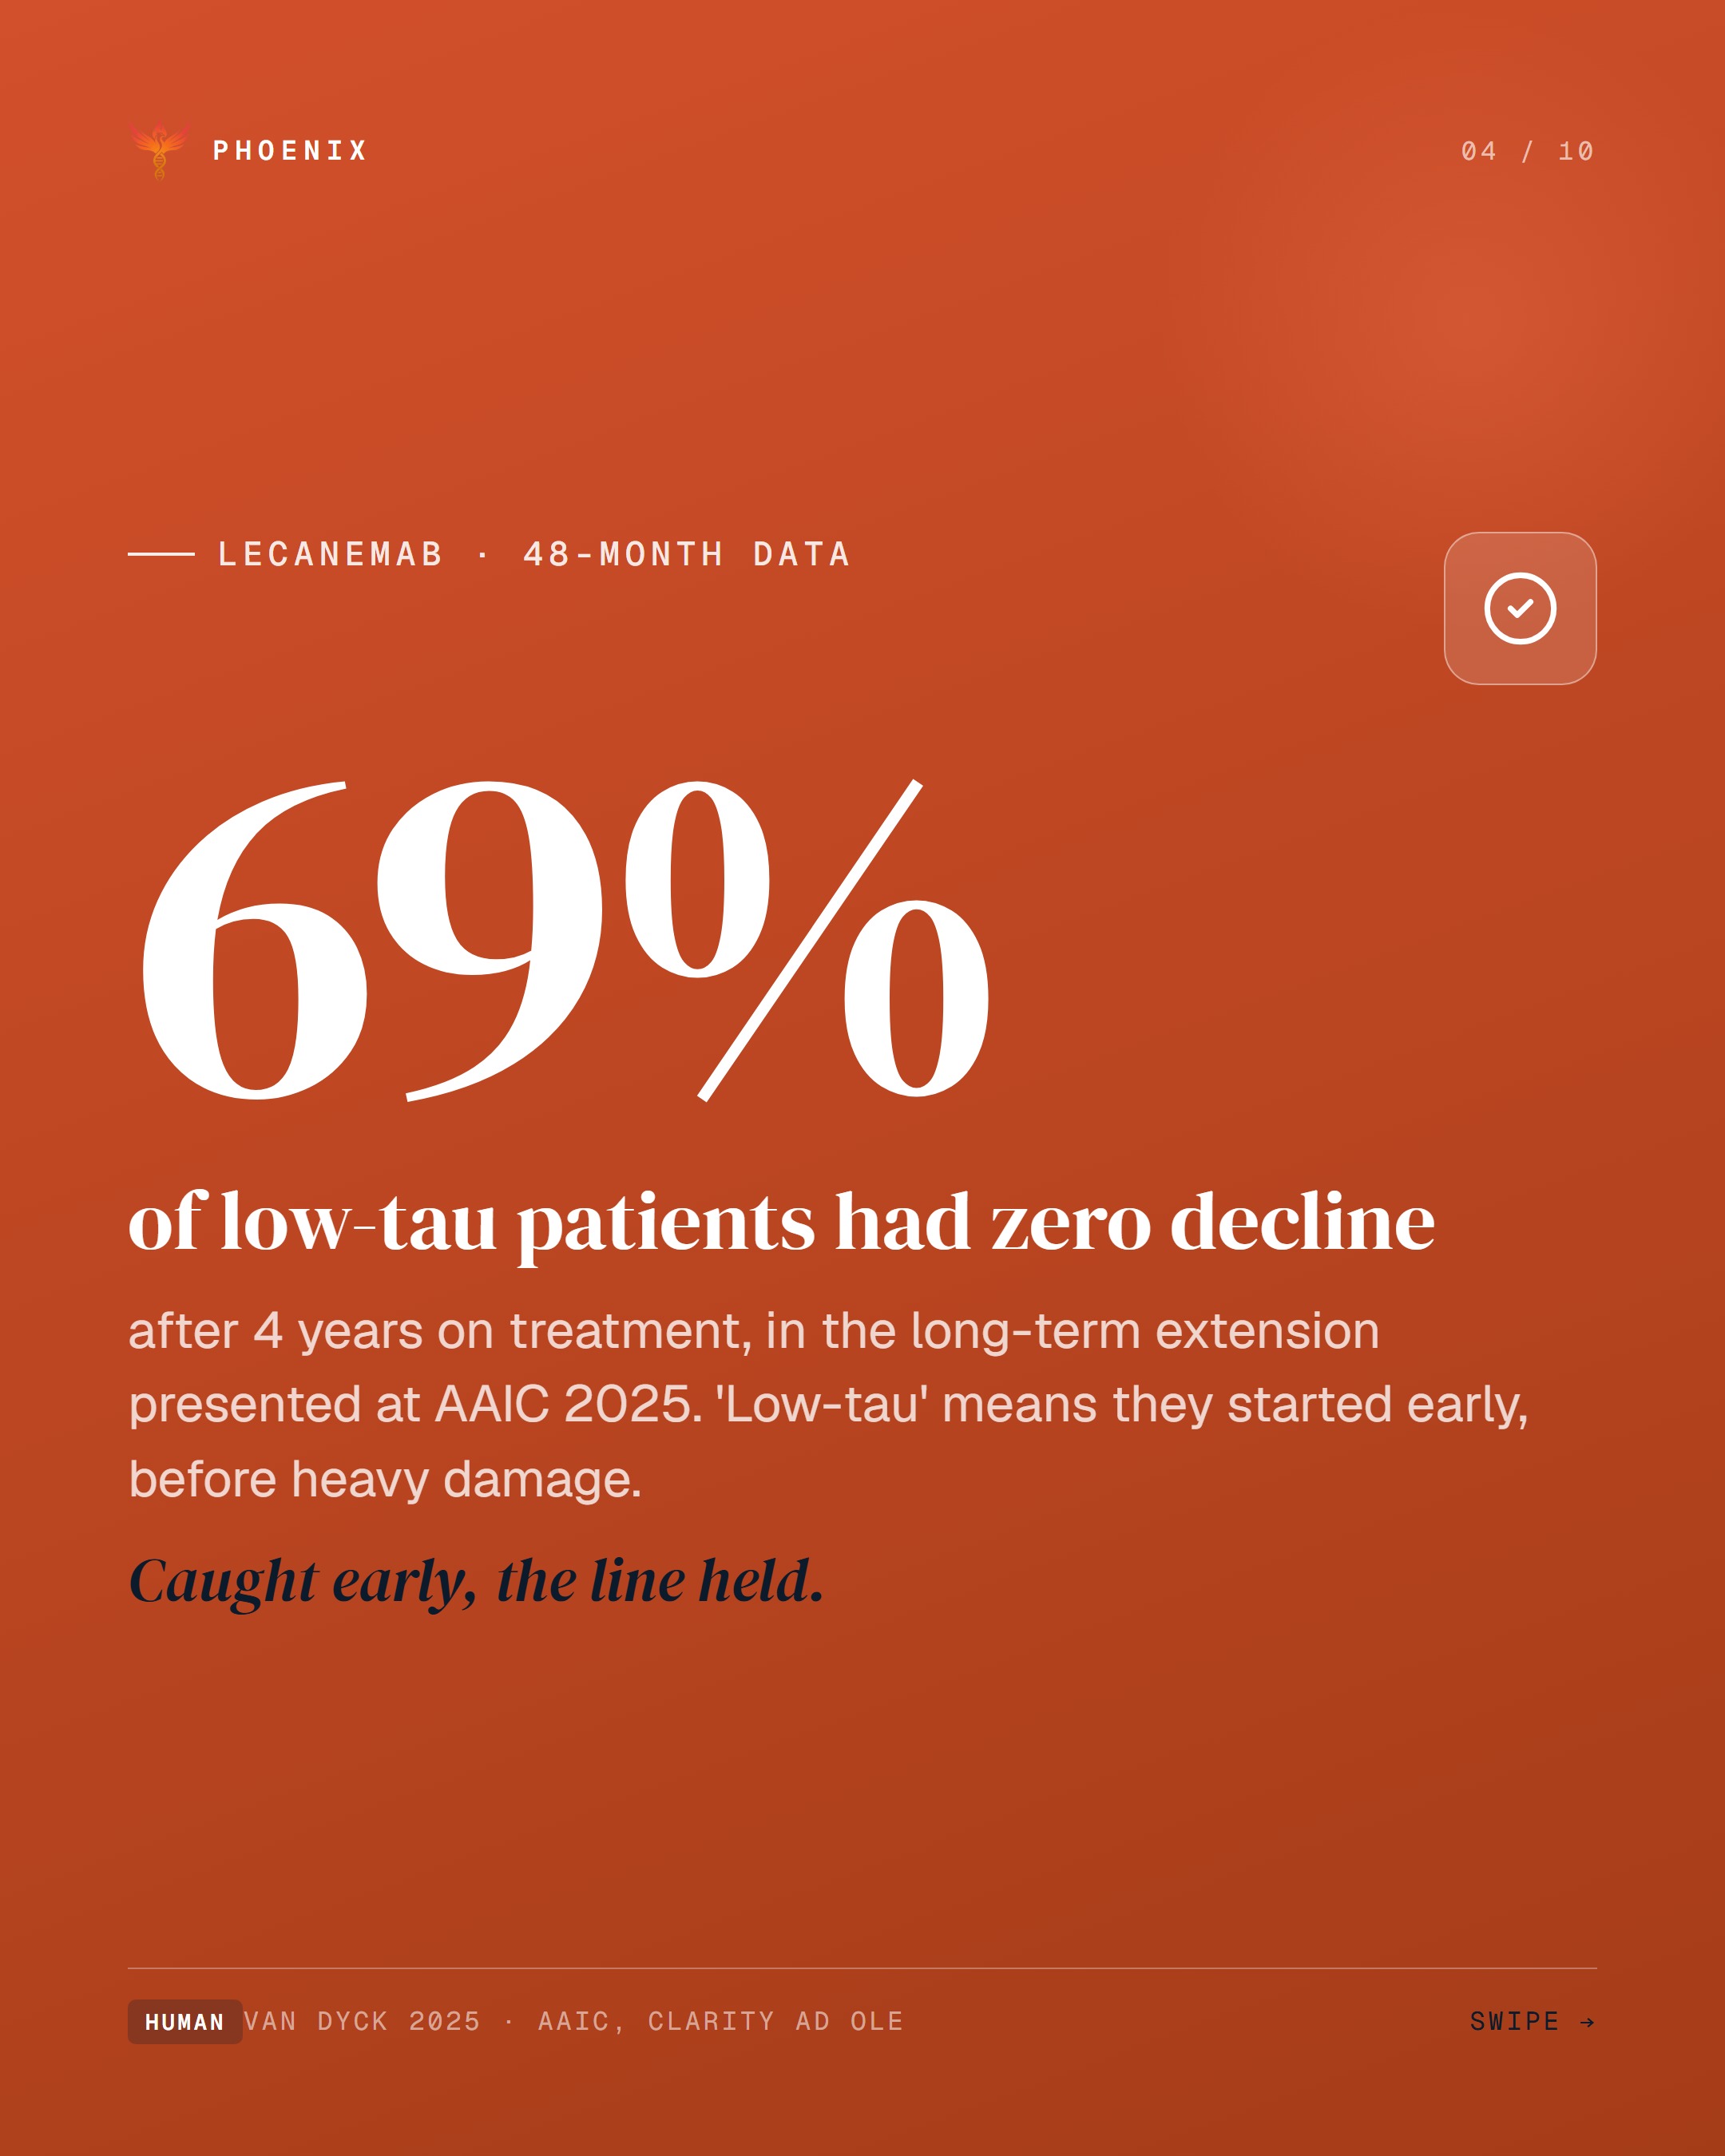 PHOENIX
04 / 10
LECANEMAB · 48-MONTH DATA
69%
of low-tau patients had zero decline
after 4 years on treatment, in the long-term extension
presented at AAIC 2025. 'Low-tau' means they started early,
before heavy damage.
Caught early, the line held.
HUMAN VAN DYCK 2025 · AAIC, CLARITY AD OLE
SWIPE →